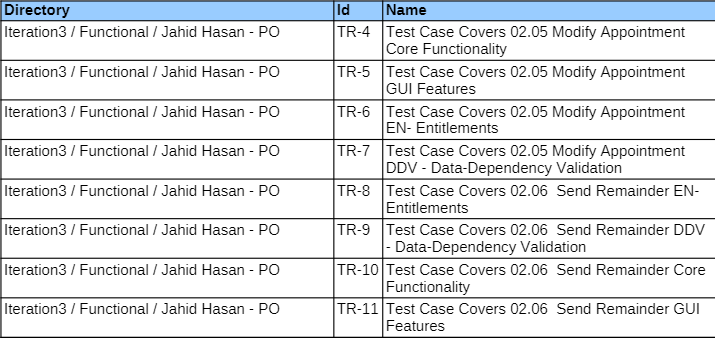 Directory Id Name
Iteration3 / Functional / Jahid Hasan - PO TR-4 Test Case Covers 02.05 Modify Appointment
Core Functionality
Iteration3 / Functional / Jahid Hasan - PO TR-5 Test Case Covers 02.05 Modify Appointment
GUI Features
Iteration3 / Functional / Jahid Hasan - PO TR-6 Test Case Covers 02.05 Modify Appointment
EN- Entitlements
Iteration3 / Functional / Jahid Hasan - PO TR-7 Test Case Covers 02.05 Modify Appointment
DDV - Data-Dependency Validation
Iteration3 / Functional / Jahid Hasan - PO TR-8 Test Case Covers 02.06  Send Remainder EN-
Entitlements
Iteration3 / Functional / Jahid Hasan - PO TR-9 Test Case Covers 02.06  Send Remainder DDV
- Data-Dependency Validation
Iteration3 / Functional / Jahid Hasan - PO TR-10 Test Case Covers 02.06  Send Remainder Core
Functionality
Iteration3 / Functional / Jahid Hasan - PO TR-11 Test Case Covers 02.06  Send Remainder GUI
Features